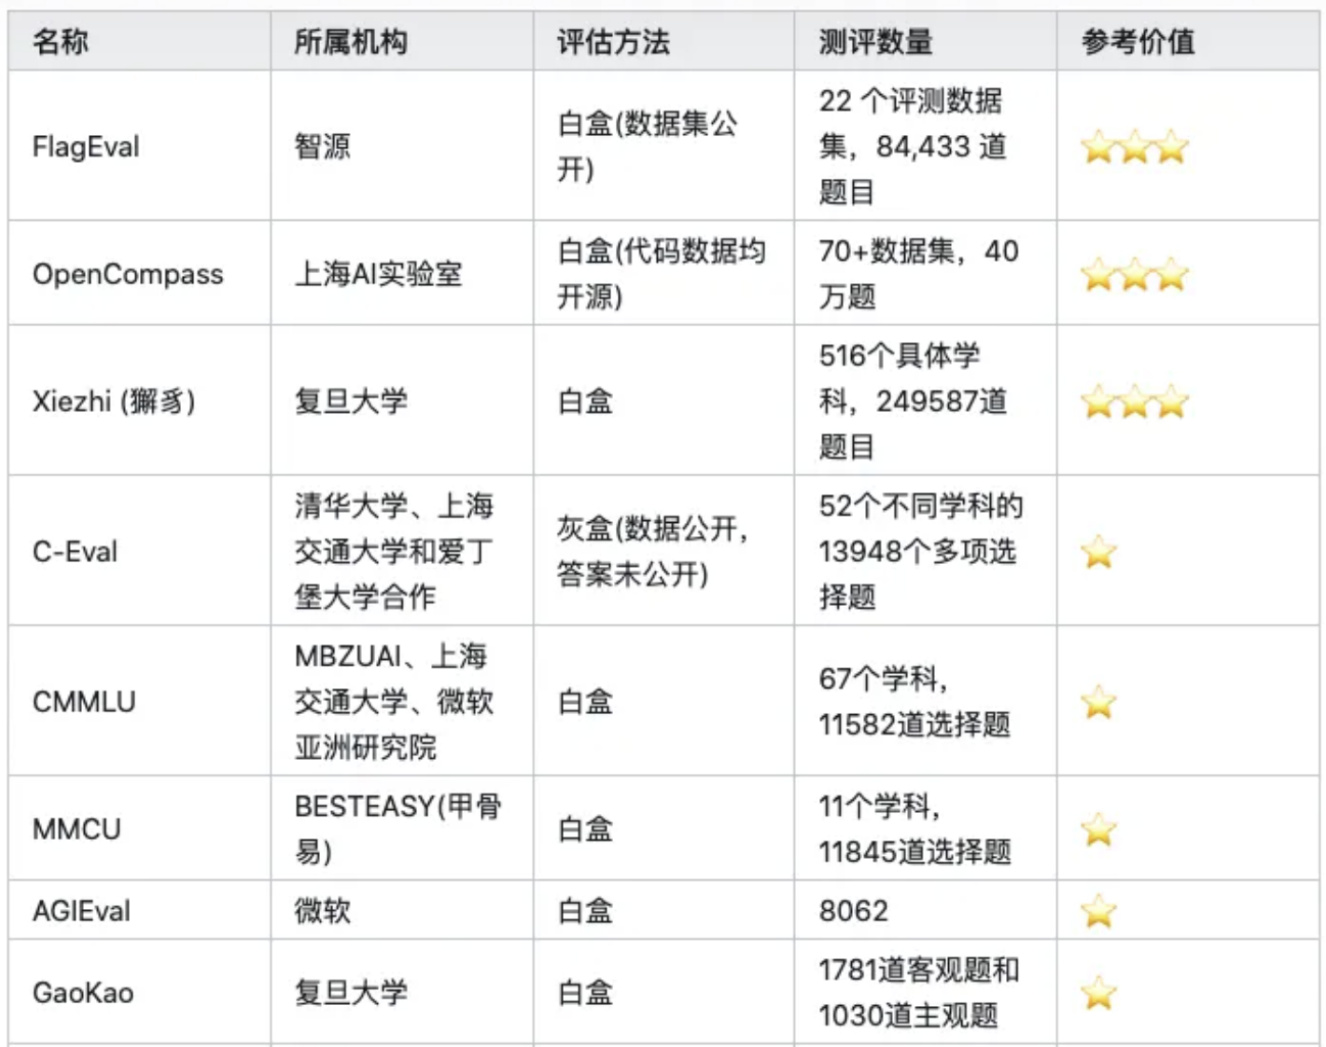 名称 所属机构 评估方法 测评数量 参考价值
FlagEval
智源
白盒(数据集公
开)
22 个评测数据
集，84,433 道
题目
⭐⭐⭐
OpenCompass
上海AI实验室
白盒(代码数据均
开源)
70+数据集，40
万题
⭐⭐⭐
Xiezhi (獬豸)
复旦大学
白盒
516个具体学
科，249587道
题目
⭐⭐⭐
C-Eval
清华大学、上海
交通大学和爱丁
堡大学合作
灰盒(数据公开，
答案未公开)
52个不同学科的
13948个多项选
择题
⭐
CMMLU
MBZUAI、上海
交通大学、微软
亚洲研究院
白盒
67个学科，
11582道选择题
⭐
MMCU
BESTEASY(甲骨
易)
白盒
11个学科，
11845道选择题
⭐
AGIEval
微软
白盒
8062
⭐
GaoKao
复旦大学
白盒
1781道客观题和
1030道主观题
⭐